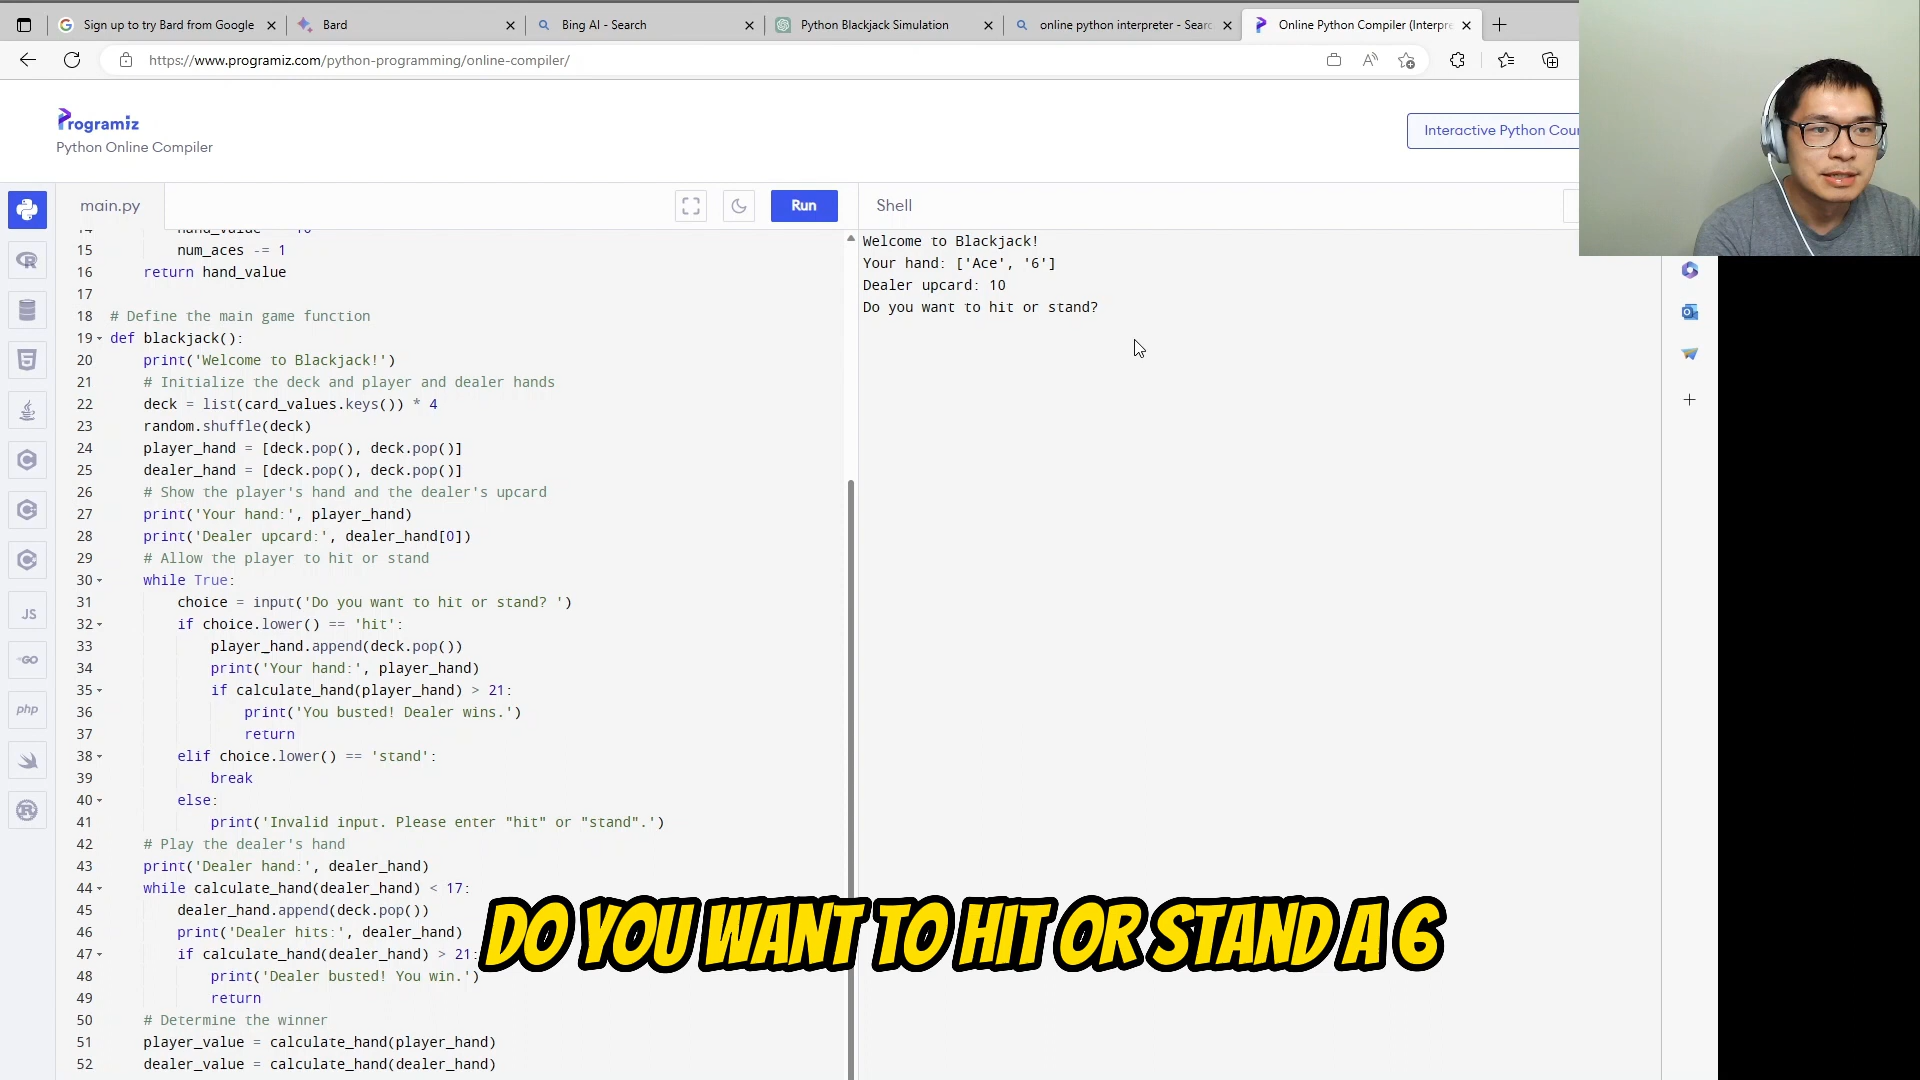 Sign up to try Bard from Google
Bard
Bing AI - Search
Python Blackjack Simulation
online python interpreter - Searc
Online Python Compiler (Interpre
https://www.programiz.com/python-programming/online-compiler/
Programiz
Python Online Compiler
Interactive Python Cour
main.py
Run
Shell
15 num_aces -= 1
16 return hand_value
17
18 # Define the main game function
19 def blackjack():
20 print('Welcome to Blackjack!')
21 # Initialize the deck and player and dealer hands
22 deck = list(card_values.keys()) * 4
23 random.shuffle(deck)
24 player_hand = [deck.pop(), deck.pop()]
25 dealer_hand = [deck.pop(), deck.pop()]
26 # Show the player's hand and the dealer's upcard
27 print('Your hand:', player_hand)
28 print('Dealer upcard:', dealer_hand[0])
29 # Allow the player to hit or stand
30 while True:
31 choice = input('Do you want to hit or stand? ')
32 if choice.lower() == 'hit':
33 player_hand.append(deck.pop())
34 print('Your hand:', player_hand)
35 if calculate_hand(player_hand) > 21:
36 print('You busted! Dealer wins.')
37 return
38 elif choice.lower() == 'stand':
39 break
40 else:
41 print('Invalid input. Please enter "hit" or "stand".')
42 # Play the dealer's hand
43 print('Dealer hand:', dealer_hand)
44 while calculate_hand(dealer_hand) < 17:
45 dealer_hand.append(deck.pop())
46 print('Dealer hits:', dealer_hand)
47 if calculate_hand(dealer_hand) > 21:
48 print('Dealer busted! You win.')
49 return
50 # Determine the winner
51 player_value = calculate_hand(player_hand)
52 dealer_value = calculate_hand(dealer_hand)
Welcome to Blackjack!
Your hand: ['Ace', '6']
Dealer upcard: 10
Do you want to hit or stand?
JS
GO
php
DO YOU WANT TO HIT OR STAND A 6